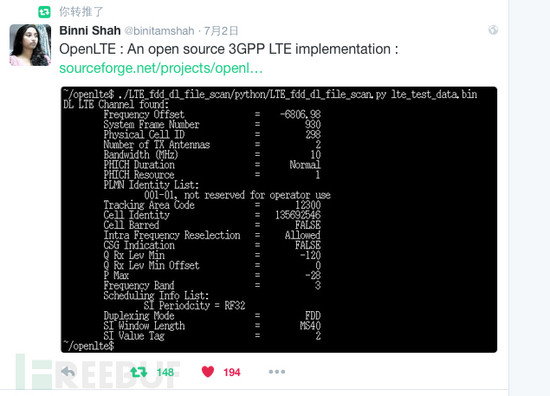 你转推了
Binni Shah @binitamshah · 7月2日
OpenLTE : An open source 3GPP LTE implementation :
sourceforge.net/projects/openl…
~/openlte$ ./LTE_fdd_dl_file_scan/python/LTE_fdd_dl_file_scan.py lte_test_data.bin
DL LTE Channel found:
Frequency Offset = -6806.98
System Frame Number = 930
Physical Cell ID = 298
Number of TX Antennas = 2
Bandwidth (MHz) = 10
PHICH Duration = Normal
PHICH Resource = 1
PLMN Identity List:
001-01, not reserved for operator use
Tracking Area Code = 12300
Cell Identity = 135692546
Cell Barred = FALSE
Intra Frequency Reselection = Allowed
CSG Indication = FALSE
Q Rx Lev Min = -120
Q Rx Lev Min Offset = 0
P Max = -28
Frequency Band = 3
Scheduling Info List:
SI Periodcity = RF32
Duplexing Mode = FDD
SI Window Length = MS40
SI Value Tag = 2
~/openlte$
FREEBUF
148 194